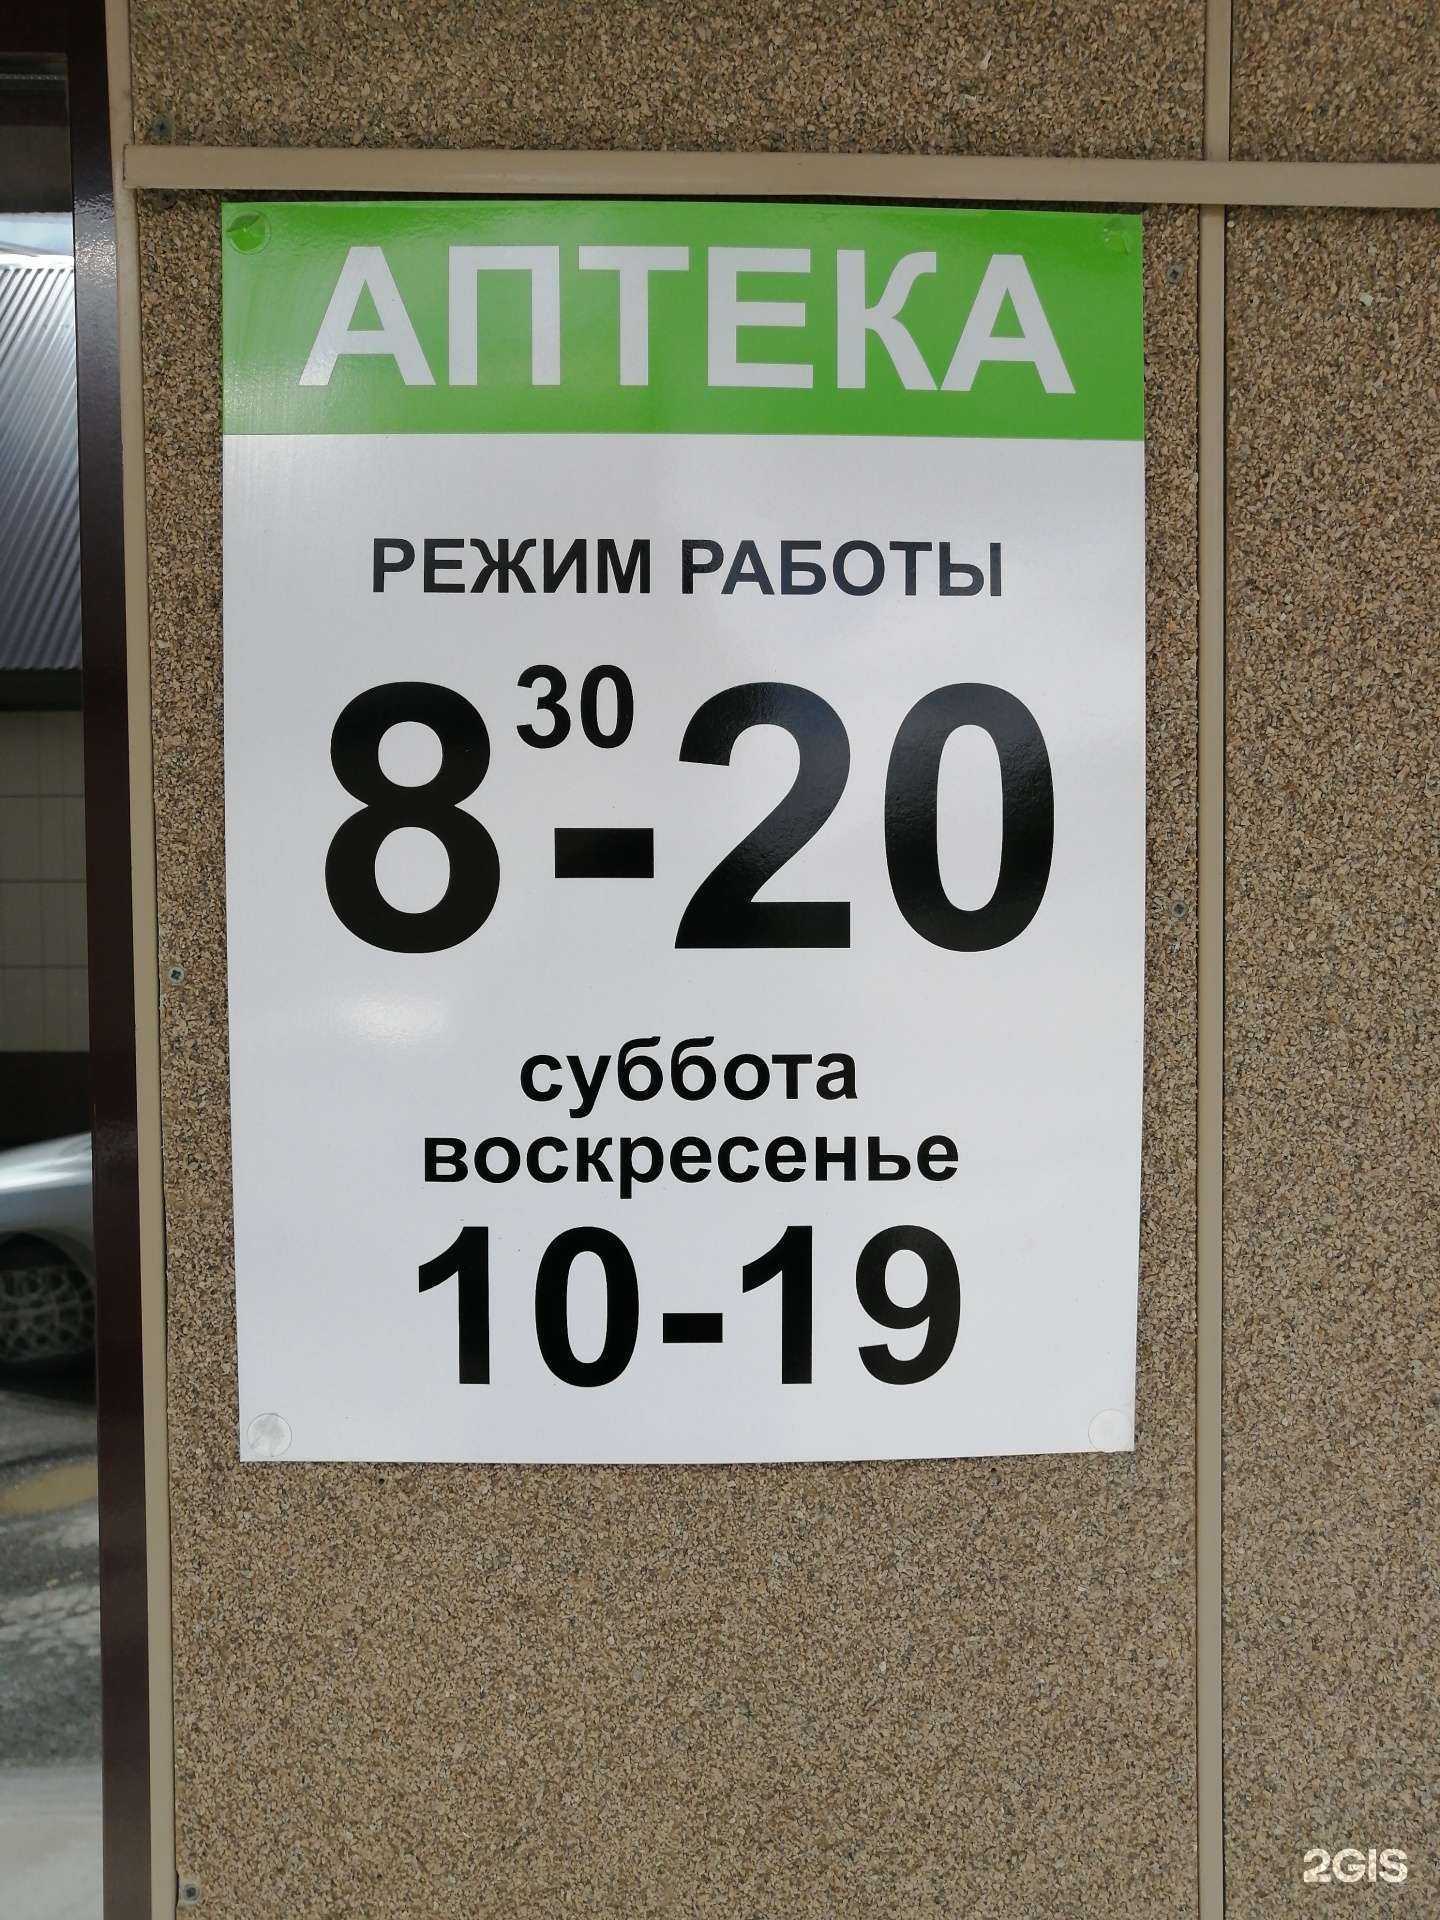 АПТЕКА
РЕЖИМ РАБОТЫ
8 30 - 20
суббота
воскресенье
10-19
2GIS